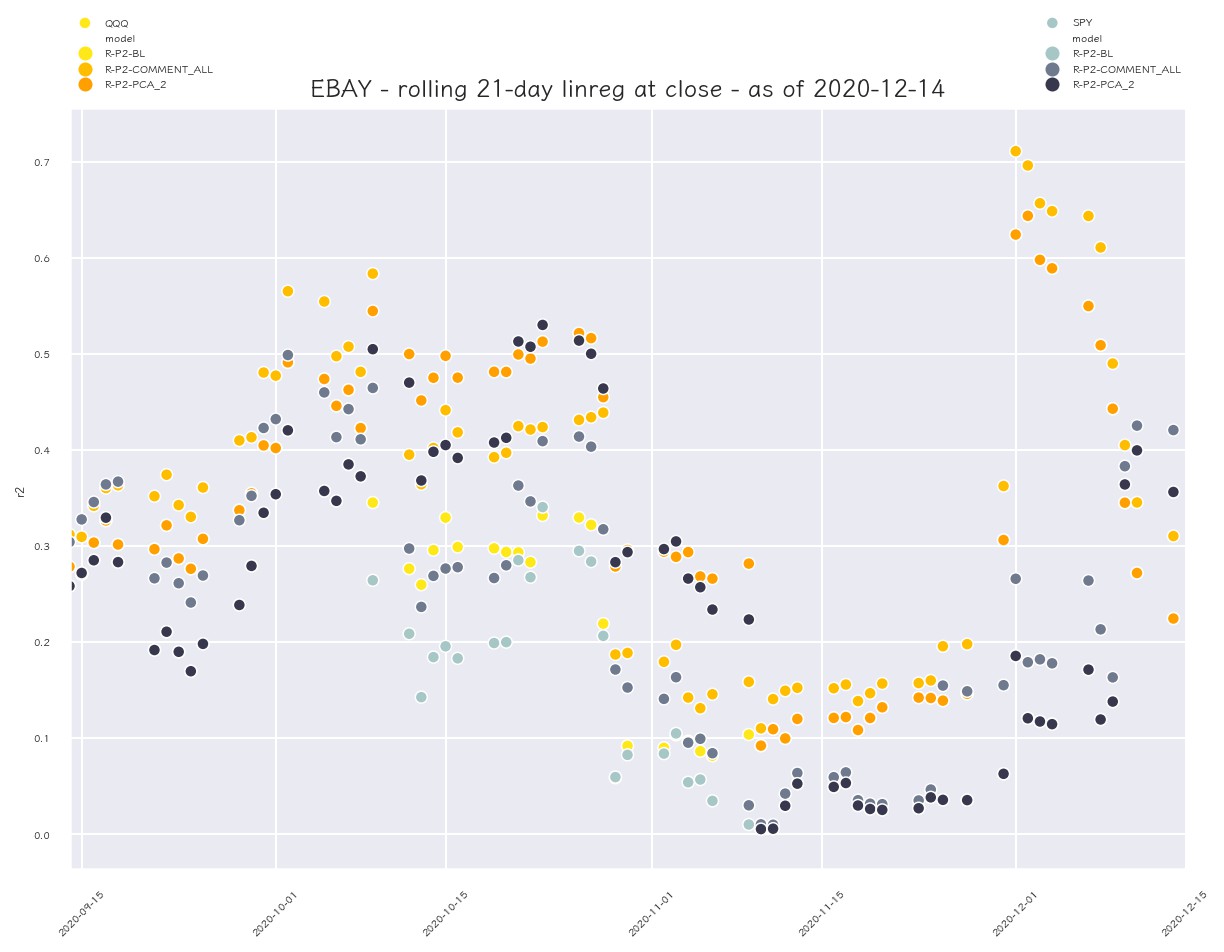 QQQ
model
R-P2-BL
R-P2-COMMENT_ALL
R-P2-PCA_2
SPY
model
R-P2-BL
R-P2-COMMENT_ALL
R-P2-PCA_2
EBAY - rolling 21-day linreg at close - as of 2020-12-14
0.7
0.6
0.5
0.4
0.3
0.2
0.1
0.0
r2
2020-09-15
2020-10-01
2020-10-15
2020-11-01
2020-11-15
2020-12-01
2020-12-15